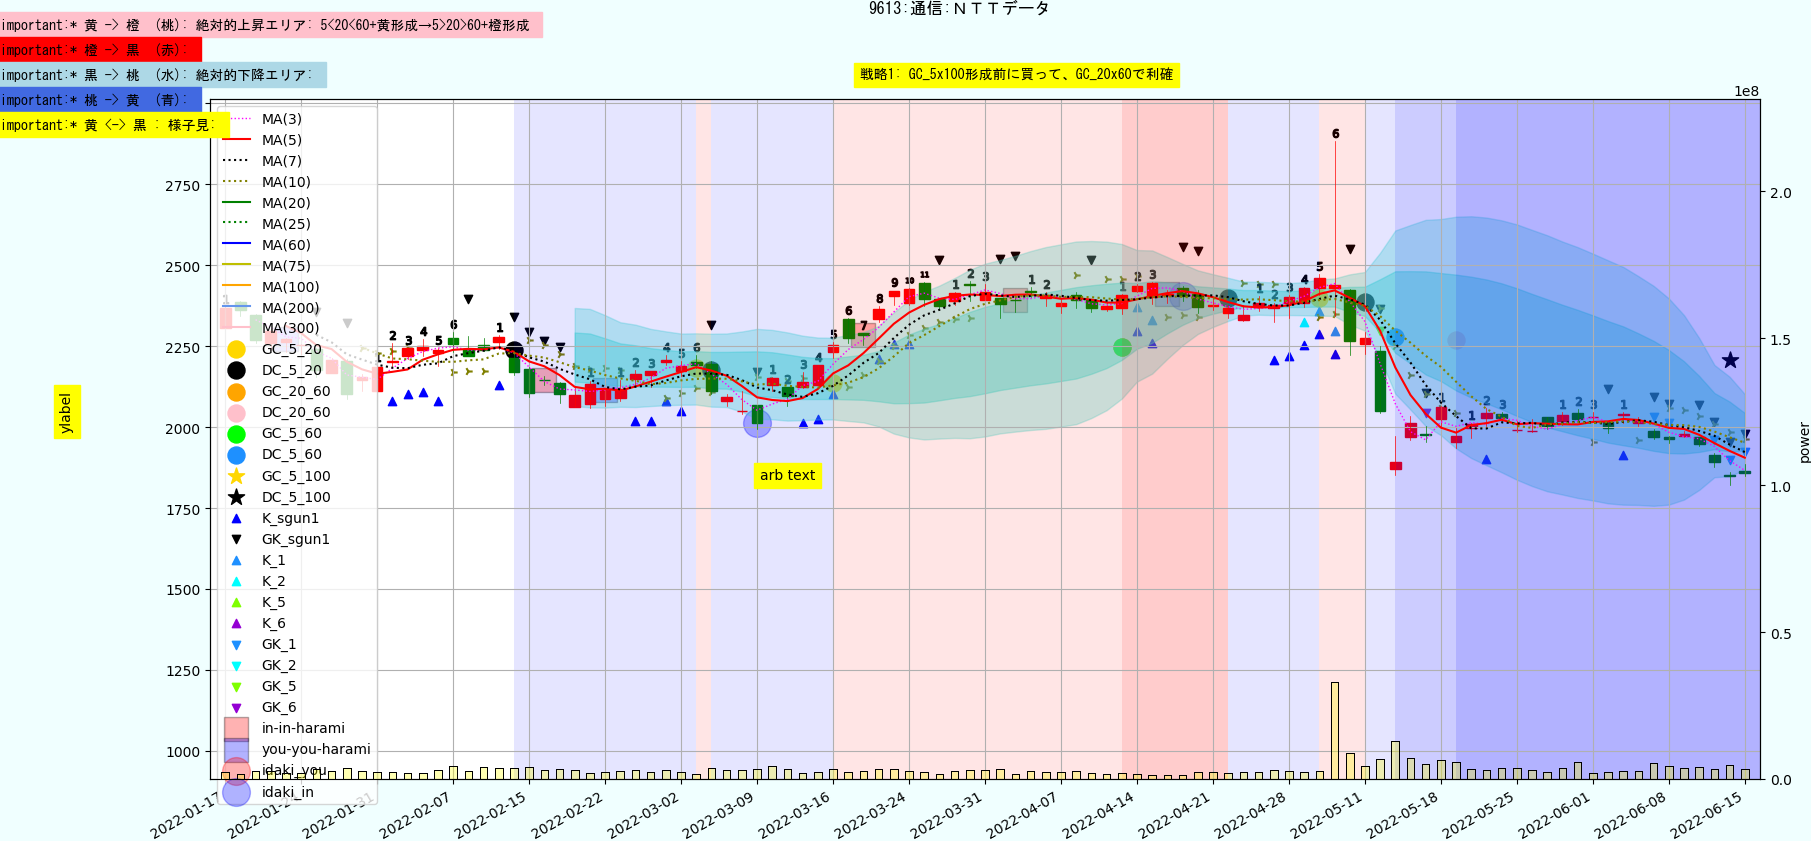 9613:通信:ＮＴＴデータ
important:* 黄 -> 橙 (桃): 絶対的上昇エリア: 5<20<60+黄形成→5>20>60+橙形成
important:* 橙 -> 黒 (赤):
important:* 黒 -> 桃 (水): 絶対的下降エリア:
戦略1: GC_5x100形成前に買って、GC_20x60で利確
important:* 桃 -> 黄 (青):
important:* 黄 <-> 黒 : 様子見:
1e8
MA(3)
MA(5)
MA(7)
MA(10)
MA(20)
MA(25)
MA(60)
MA(75)
MA(100)
MA(200)
MA(300)
GC_5_20
DC_5_20
GC_20_60
DC_20_60
GC_5_60
DC_5_60
GC_5_100
DC_5_100
K_sgun1
GK_sgun1
K_1
K_2
K_5
K_6
GK_1
GK_2
GK_5
GK_6
in-in-harami
you-you-harami
idaki_you
idaki_in
2750
2500
2250
2000
1750
1500
1250
1000
ylabel
arb text
2.0
1.5
1.0
0.5
0.0
power
2022-01-17
2022-01-24
2022-01-31
2022-02-07
2022-02-15
2022-02-22
2022-03-02
2022-03-09
2022-03-16
2022-03-24
2022-03-31
2022-04-07
2022-04-14
2022-04-21
2022-04-28
2022-05-11
2022-05-18
2022-05-25
2022-06-01
2022-06-08
2022-06-15